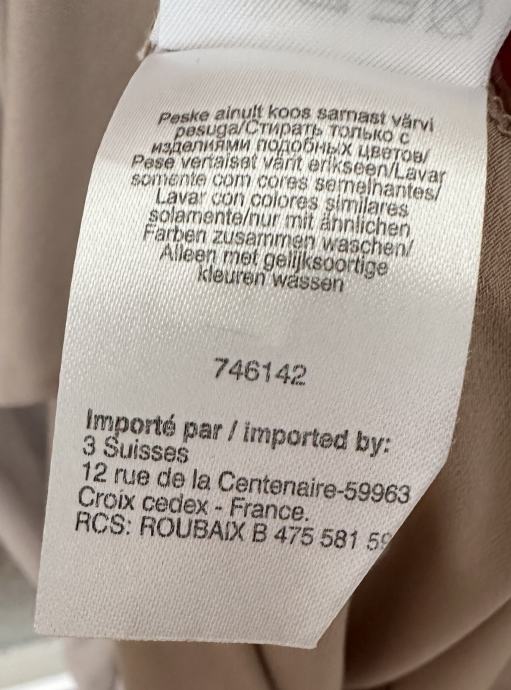 Peske ainult koos sarnast värvi
pesuga/Стирать только с
изделиями подобных цветов/
Pese vertaiset värit erikseen/Lavar
somente com cores semelhantes/
Lavar con colores similares
solamente/nur mit ähnlichen
Farben zusammen waschen/
Alleen met gelijksoortige
kleuren wassen
746142
Importé par / imported by:
3 Suisses
12 rue de la Centenaire-59963
Croix cedex - France.
RCS: ROUBAIX B 475 581 59